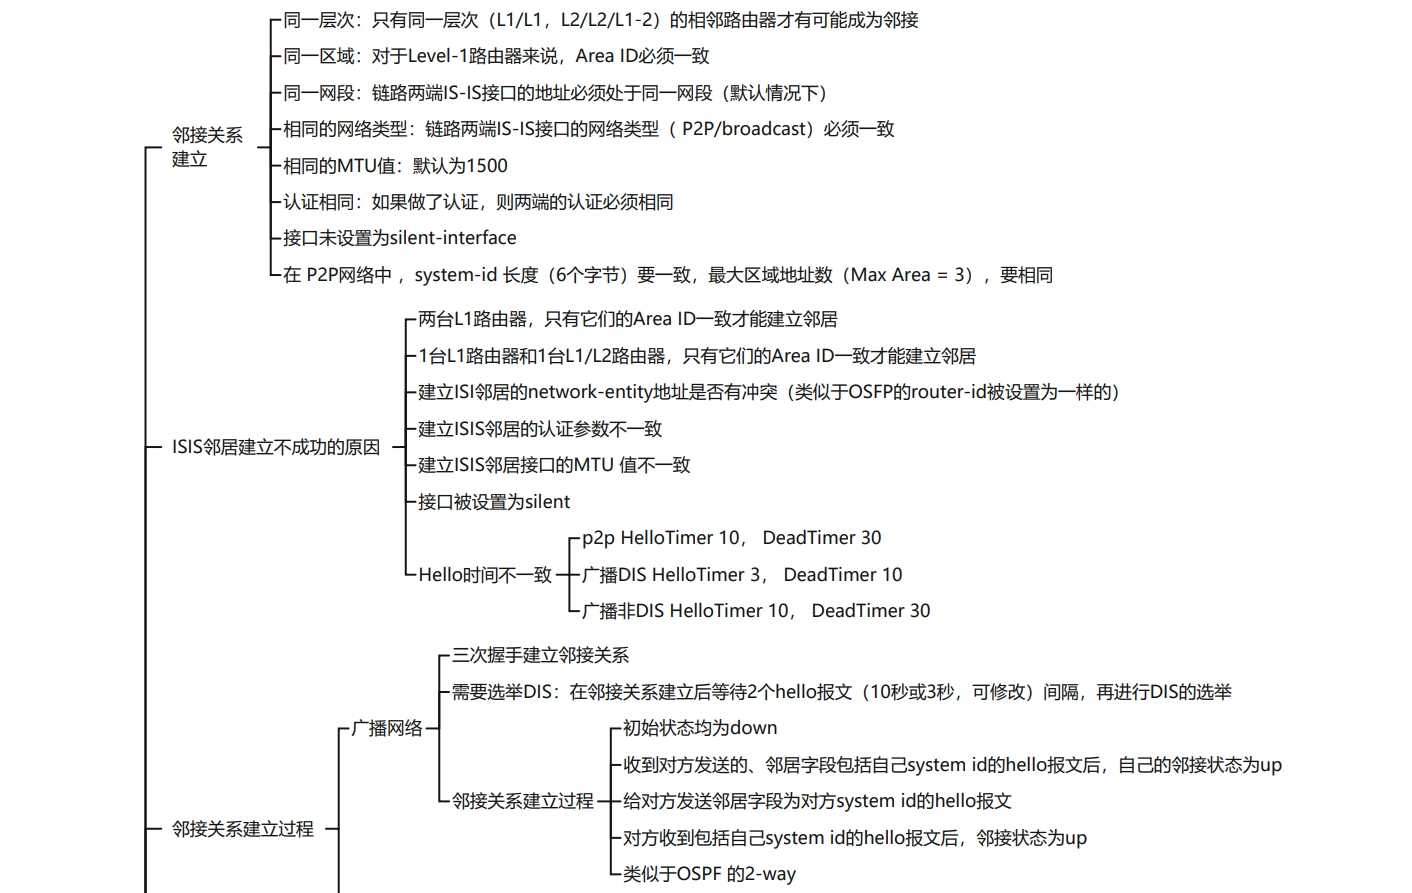 同一层次：只有同一层次（L1/L1，L2/L2/L1-2）的相邻路由器才有可能成为邻接
同一区域：对于Level-1路由器来说，Area ID必须一致
同一网段：链路两端IS-IS接口的地址必须处于同一网段（默认情况下）
相同的网络类型：链路两端IS-IS接口的网络类型（ P2P/broadcast）必须一致
邻接关系
建立
相同的MTU值：默认为1500
认证相同：如果做了认证，则两端的认证必须相同
接口未设置为silent-interface
在 P2P网络中 ，system-id 长度（6个字节）要一致，最大区域地址数（Max Area = 3），要相同
两台L1路由器，只有它们的Area ID一致才能建立邻居
1台L1路由器和1台L1/L2路由器，只有它们的Area ID一致才能建立邻居
建立ISI邻居的network-entity地址是否有冲突（类似于OSFP的router-id被设置为一样的）
建立ISIS邻居的认证参数不一致
ISIS邻居建立不成功的原因
建立ISIS邻居接口的MTU 值不一致
接口被设置为silent
Hello时间不一致
p2p HelloTimer 10， DeadTimer 30
广播DIS HelloTimer 3， DeadTimer 10
广播非DIS HelloTimer 10， DeadTimer 30
三次握手建立邻接关系
需要选举DIS：在邻接关系建立后等待2个hello报文（10秒或3秒，可修改）间隔，再进行DIS的选举
广播网络
初始状态均为down
收到对方发送的、邻居字段包括自己system id的hello报文后，自己的邻接状态为up
邻接关系建立过程
给对方发送邻居字段为对方system id的hello报文
邻接关系建立过程
对方收到包括自己system id的hello报文后，邻接状态为up
类似于OSPF 的2-way